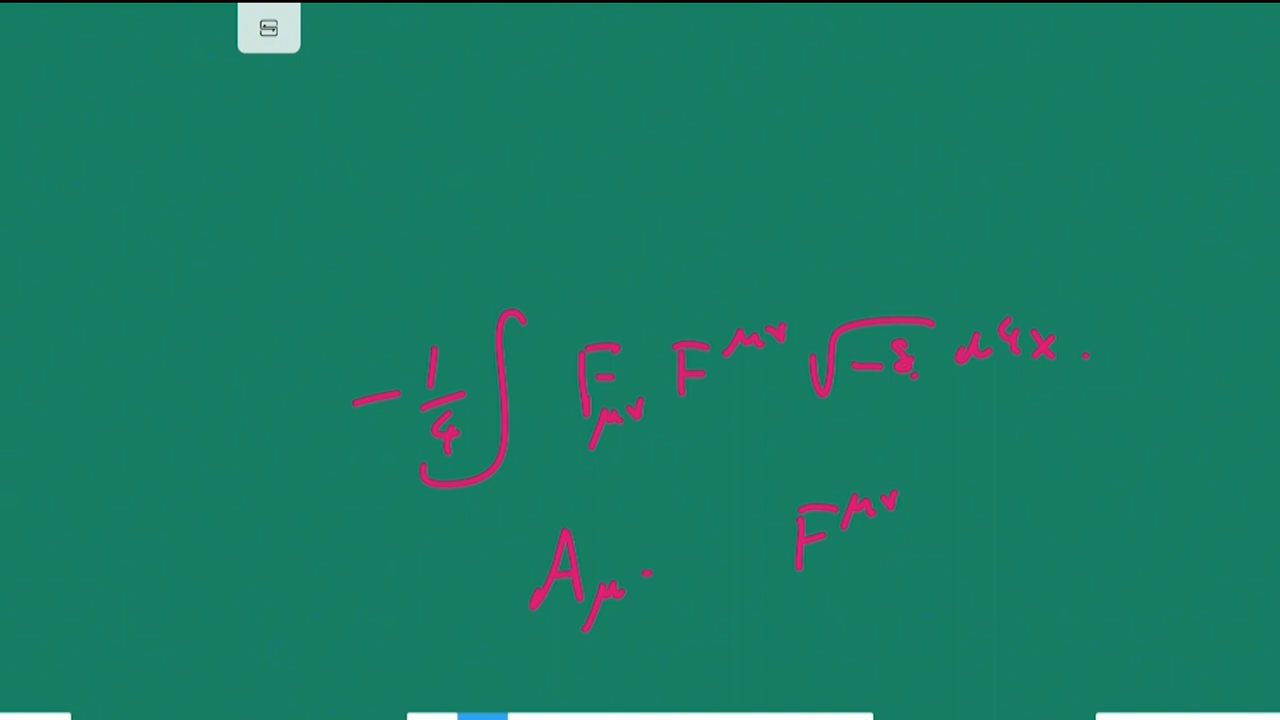 -1/4 ∫ F_μν F^μν √-g d⁴x .
A_μ . F^μν